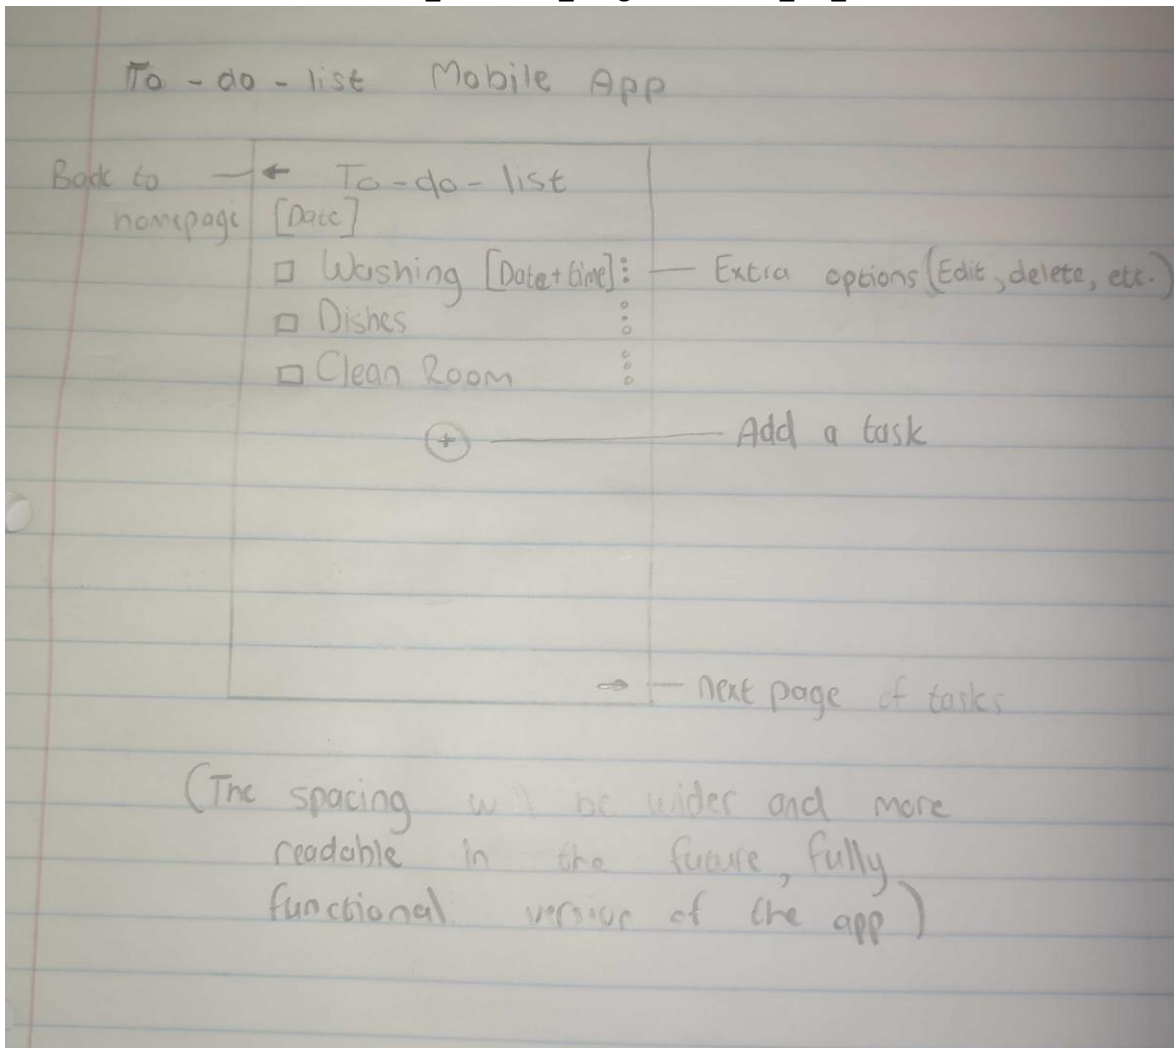 To-do-list Mobile App
Back to ← To-do-list
homepage [Date]
□ Washing [Date+time] ⋮ Extra options (Edit, delete, etc.)
□ Dishes ⋮
□ Clean Room ⋮
+ Add a task
→ next page of tasks
(The spacing will be wider and more
readable in the future, fully
functional version of the app)